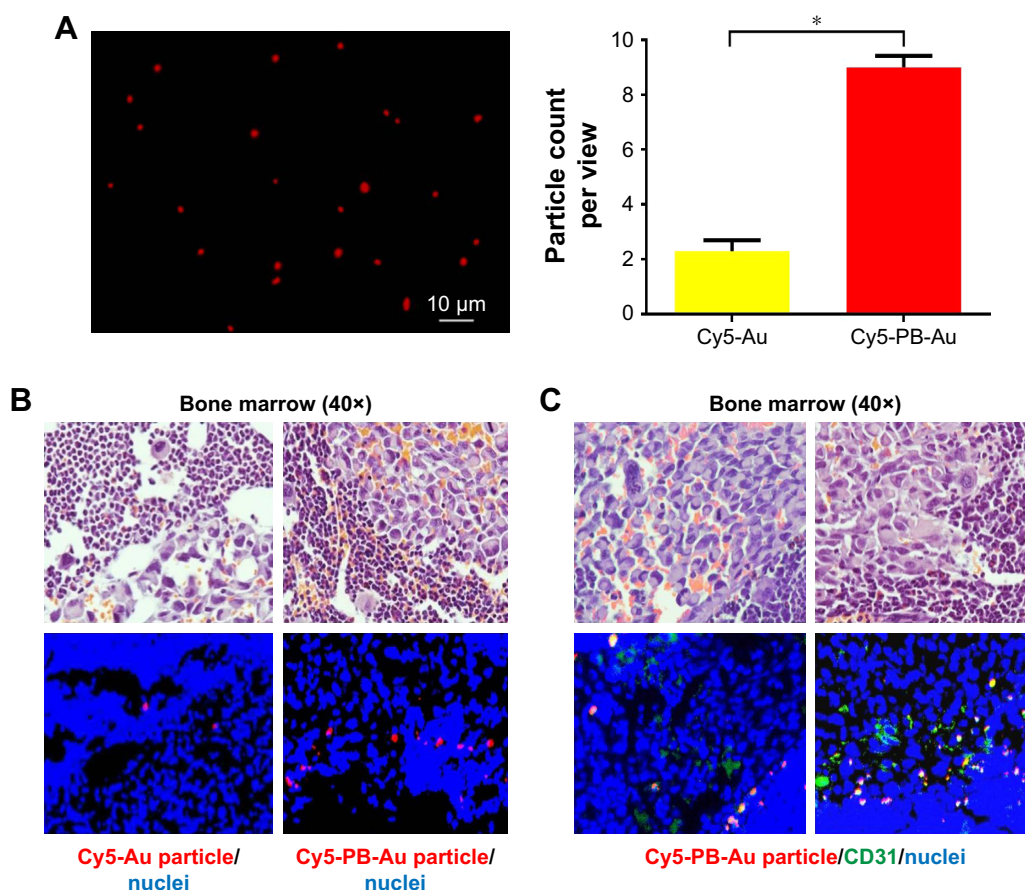 A
10 μm
*
Particle count
per view
10
8
6
4
2
0
Cy5-Au
Cy5-PB-Au
B
Bone marrow (40×)
Cy5-Au particle/
nuclei
Cy5-PB-Au particle/
nuclei
C
Bone marrow (40×)
Cy5-PB-Au particle/CD31/nuclei